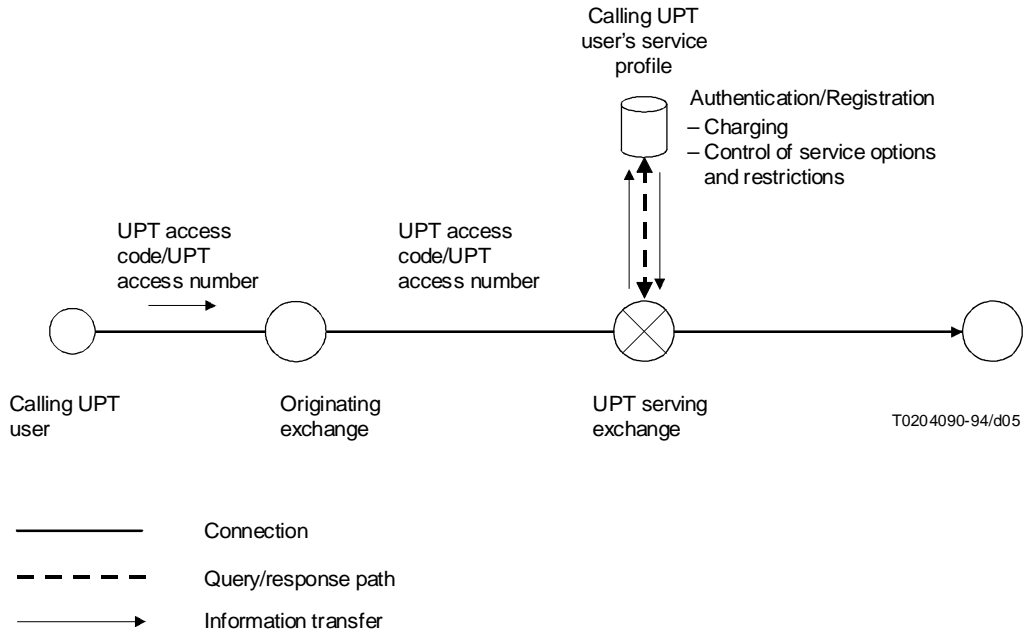 Calling UPT
user's service
profile
Authentication/Registration
– Charging
– Control of service options
and restrictions
UPT access
code/UPT
access number
UPT access
code/UPT
access number
Calling UPT
user
Originating
exchange
UPT serving
exchange
T0204090-94/d05
Connection
Query/response path
Information transfer